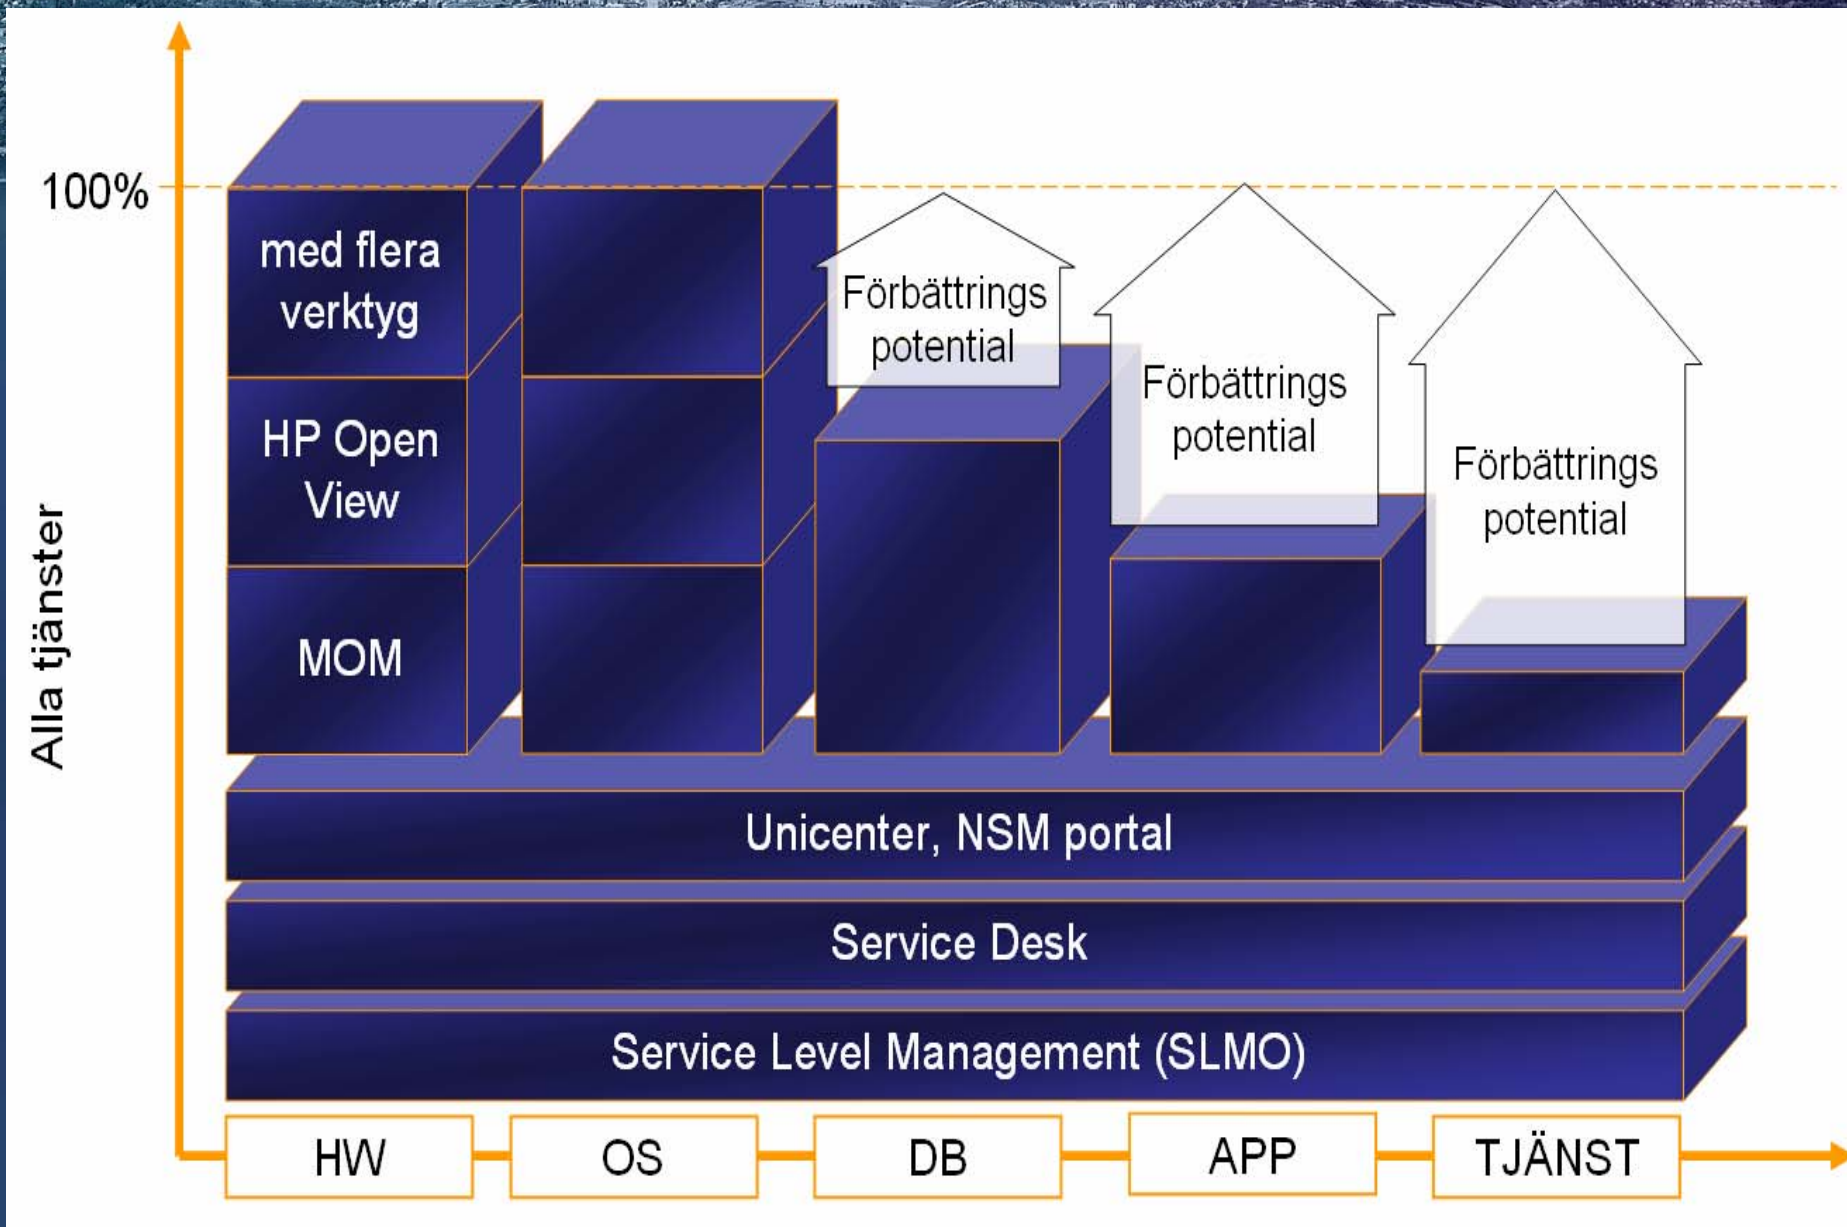 100%
med flera
verktyg
HP Open
View
MOM
Förbättrings
potential
Förbättrings
potential
Förbättrings
potential
Alla tjänster
Unicenter, NSM portal
Service Desk
Service Level Management (SLMO)
HW
OS
DB
APP
TJÄNST